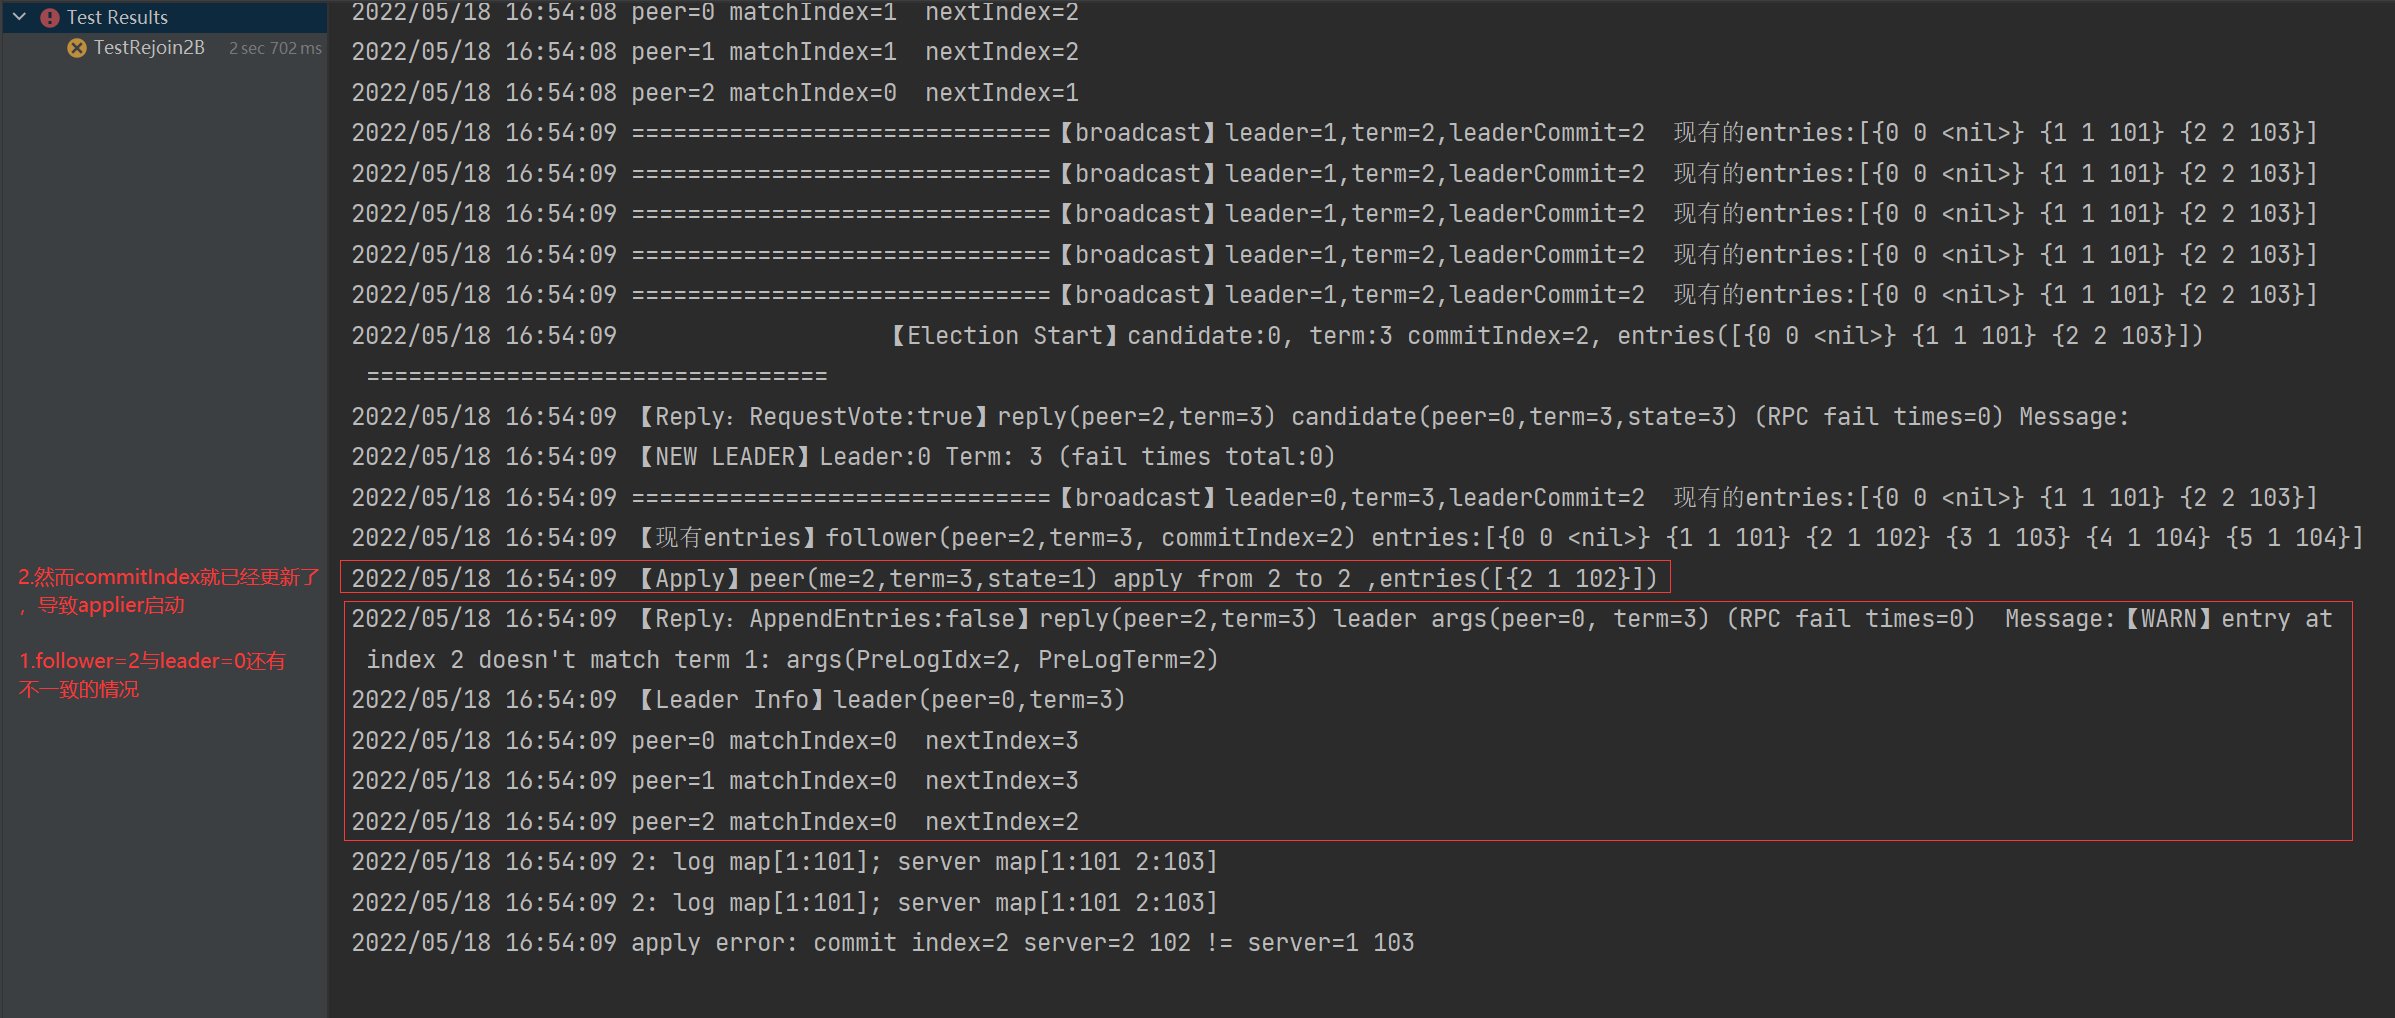 Test Results
TestRejoin2B 2 sec 702 ms
2022/05/18 16:54:08 peer=0 matchIndex=1  nextIndex=2
2022/05/18 16:54:08 peer=1 matchIndex=1  nextIndex=2
2022/05/18 16:54:08 peer=2 matchIndex=0  nextIndex=1
2022/05/18 16:54:09 ==============================【broadcast】leader=1,term=2,leaderCommit=2  现有的entries:[{0 0 <nil>} {1 1 101} {2 2 103}]
2022/05/18 16:54:09 ==============================【broadcast】leader=1,term=2,leaderCommit=2  现有的entries:[{0 0 <nil>} {1 1 101} {2 2 103}]
2022/05/18 16:54:09 ==============================【broadcast】leader=1,term=2,leaderCommit=2  现有的entries:[{0 0 <nil>} {1 1 101} {2 2 103}]
2022/05/18 16:54:09 ==============================【broadcast】leader=1,term=2,leaderCommit=2  现有的entries:[{0 0 <nil>} {1 1 101} {2 2 103}]
2022/05/18 16:54:09 ==============================【broadcast】leader=1,term=2,leaderCommit=2  现有的entries:[{0 0 <nil>} {1 1 101} {2 2 103}]
2022/05/18 16:54:09 【Election Start】candidate:0, term:3 commitIndex=2, entries([{0 0 <nil>} {1 1 101} {2 2 103}])
=================================
2022/05/18 16:54:09 【Reply：RequestVote:true】reply(peer=2,term=3) candidate(peer=0,term=3,state=3) (RPC fail times=0) Message:
2022/05/18 16:54:09 【NEW LEADER】Leader:0 Term: 3 (fail times total:0)
2022/05/18 16:54:09 ==============================【broadcast】leader=0,term=3,leaderCommit=2  现有的entries:[{0 0 <nil>} {1 1 101} {2 2 103}]
2022/05/18 16:54:09 【现有entries】follower(peer=2,term=3, commitIndex=2) entries:[{0 0 <nil>} {1 1 101} {2 1 102} {3 1 103} {4 1 104} {5 1 104}]
2.然而commitIndex就已经更新了
，导致applier启动
2022/05/18 16:54:09 【Apply】peer(me=2,term=3,state=1) apply from 2 to 2 ,entries([{2 1 102}])
1.follower=2与leader=0还有
不一致的情况
2022/05/18 16:54:09 【Reply：AppendEntries:false】reply(peer=2,term=3) leader args(peer=0, term=3) (RPC fail times=0)  Message:【WARN】entry at
index 2 doesn't match term 1: args(PreLogIdx=2, PreLogTerm=2)
2022/05/18 16:54:09 【Leader Info】leader(peer=0,term=3)
2022/05/18 16:54:09 peer=0 matchIndex=0  nextIndex=3
2022/05/18 16:54:09 peer=1 matchIndex=0  nextIndex=3
2022/05/18 16:54:09 peer=2 matchIndex=0  nextIndex=2
2022/05/18 16:54:09 2: log map[1:101]; server map[1:101 2:103]
2022/05/18 16:54:09 2: log map[1:101]; server map[1:101 2:103]
2022/05/18 16:54:09 apply error: commit index=2 server=2 102 != server=1 103